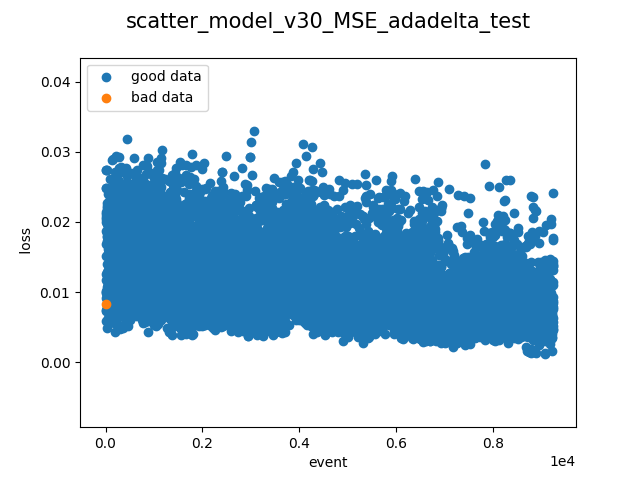 scatter_model_v30_MSE_adadelta_test
good data
bad data
0.04
0.03
0.02
0.01
0.00
loss
0.0
0.2
0.4
0.6
0.8
1e4
event